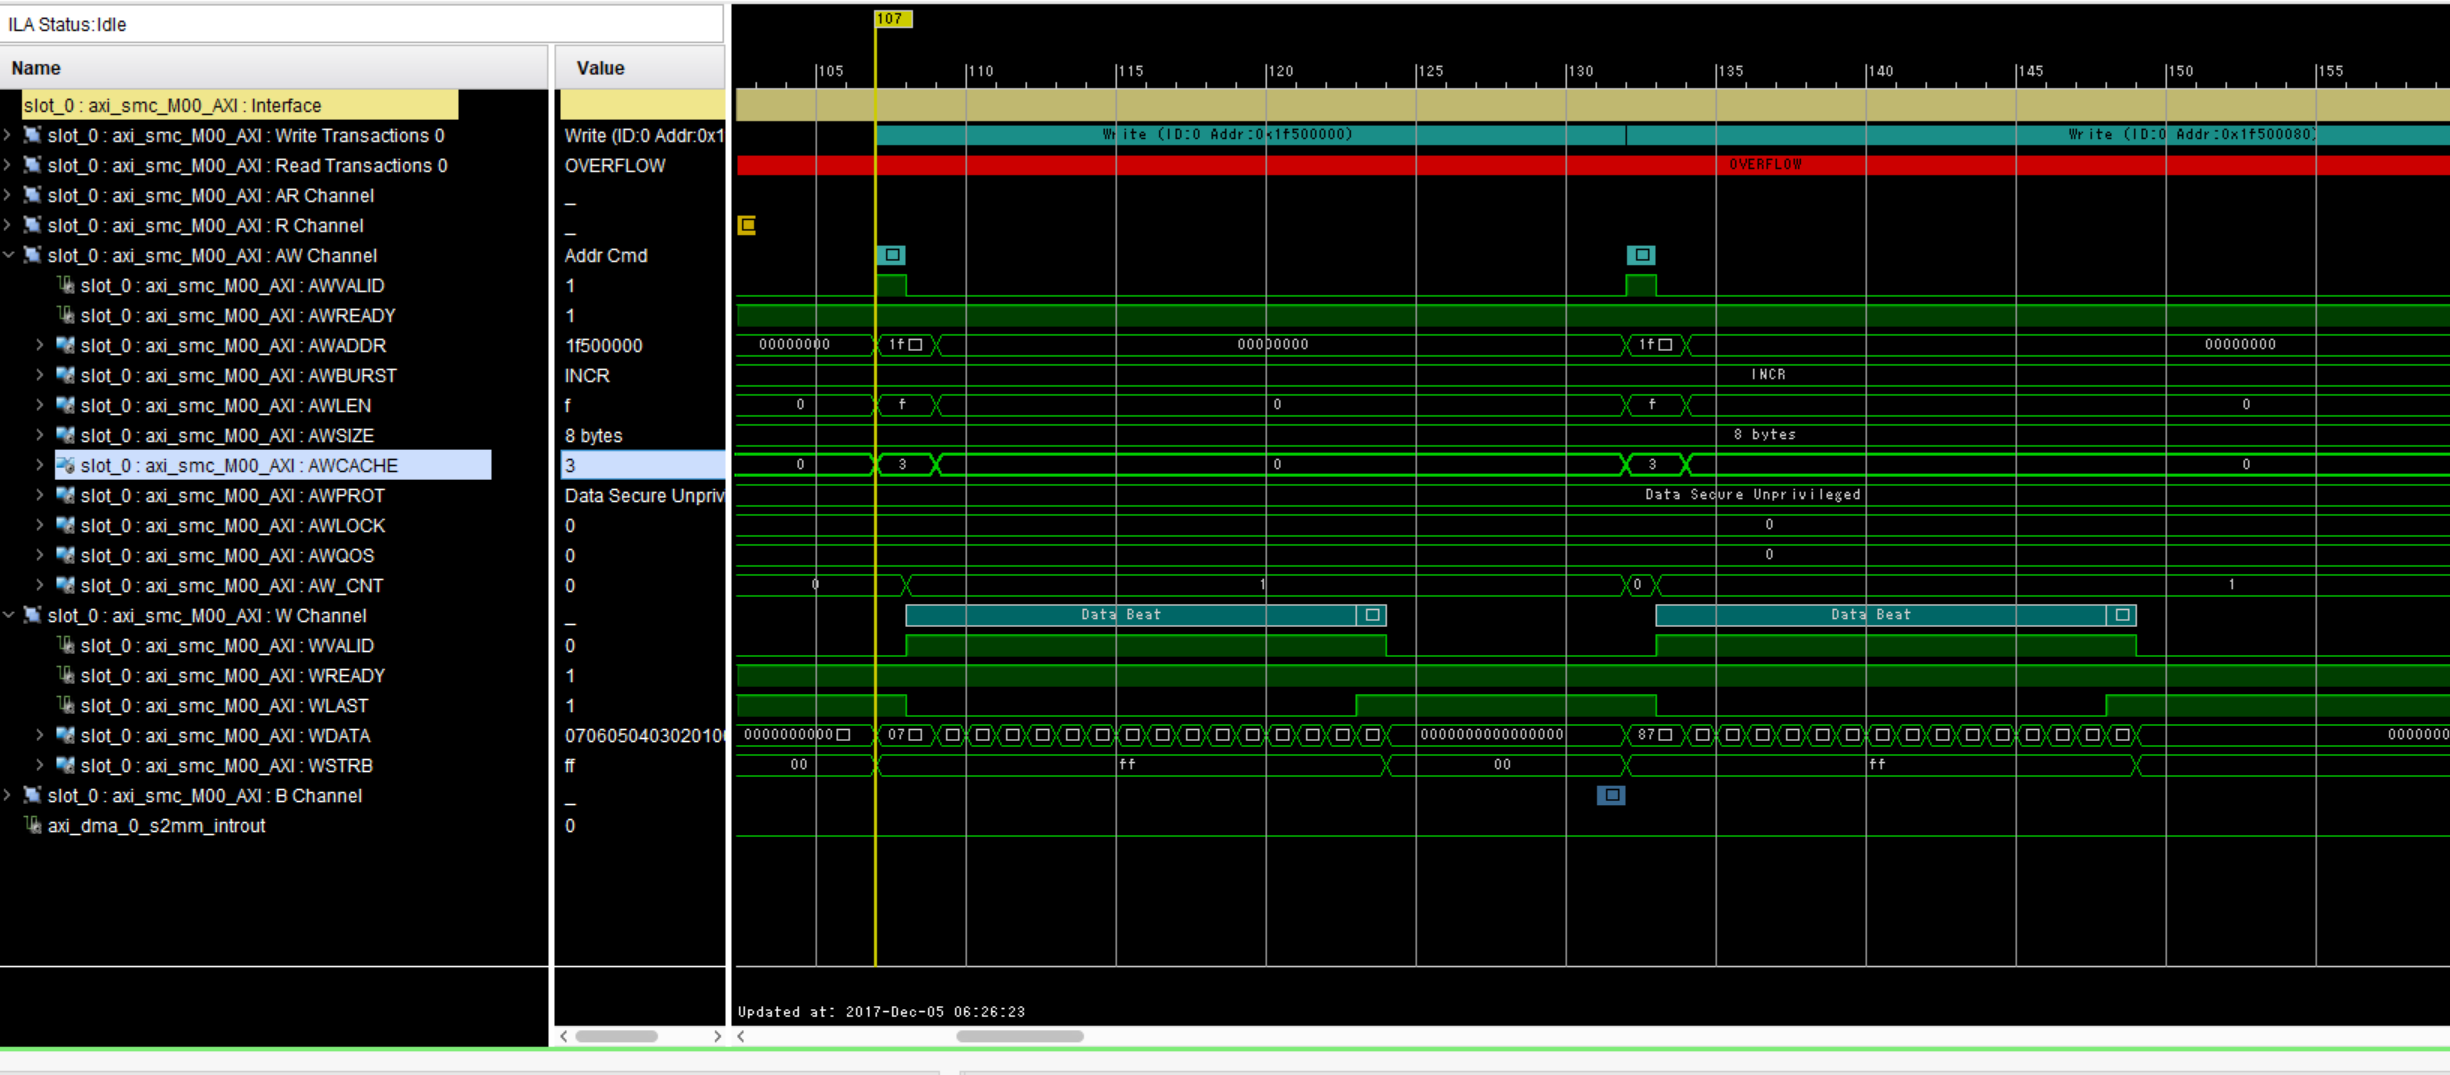 ILA Status:Idle
Name Value
107
105 110 115 120 125 130 135 140 145 150 155
slot_0 : axi_smc_M00_AXI : Interface
slot_0 : axi_smc_M00_AXI : Write Transactions 0 Write (ID:0 Addr:0x1 Write (ID:0 Addr:0x1f500000) Write (ID:0 Addr:0x1f500080)
slot_0 : axi_smc_M00_AXI : Read Transactions 0 OVERFLOW OVERFLOW
slot_0 : axi_smc_M00_AXI : AR Channel _
slot_0 : axi_smc_M00_AXI : R Channel _
slot_0 : axi_smc_M00_AXI : AW Channel Addr Cmd
slot_0 : axi_smc_M00_AXI : AWVALID 1
slot_0 : axi_smc_M00_AXI : AWREADY 1
slot_0 : axi_smc_M00_AXI : AWADDR 1f500000 00000000 1f 00000000 1f 00000000
slot_0 : axi_smc_M00_AXI : AWBURST INCR INCR
slot_0 : axi_smc_M00_AXI : AWLEN f 0 f 0 f 0
slot_0 : axi_smc_M00_AXI : AWSIZE 8 bytes 8 bytes
slot_0 : axi_smc_M00_AXI : AWCACHE 3 0 3 0 3 0
slot_0 : axi_smc_M00_AXI : AWPROT Data Secure Unpriv Data Secure Unprivileged
slot_0 : axi_smc_M00_AXI : AWLOCK 0 0
slot_0 : axi_smc_M00_AXI : AWQOS 0 0
slot_0 : axi_smc_M00_AXI : AW_CNT 0 0 1 0 1
slot_0 : axi_smc_M00_AXI : W Channel _ Data Beat Data Beat
slot_0 : axi_smc_M00_AXI : WVALID 0
slot_0 : axi_smc_M00_AXI : WREADY 1
slot_0 : axi_smc_M00_AXI : WLAST 1
slot_0 : axi_smc_M00_AXI : WDATA 070605040302010 0000000000 07 0000000000000000 87 0000000
slot_0 : axi_smc_M00_AXI : WSTRB ff 00 ff 00 ff
slot_0 : axi_smc_M00_AXI : B Channel _
axi_dma_0_s2mm_introut 0
Updated at: 2017-Dec-05 06:26:23